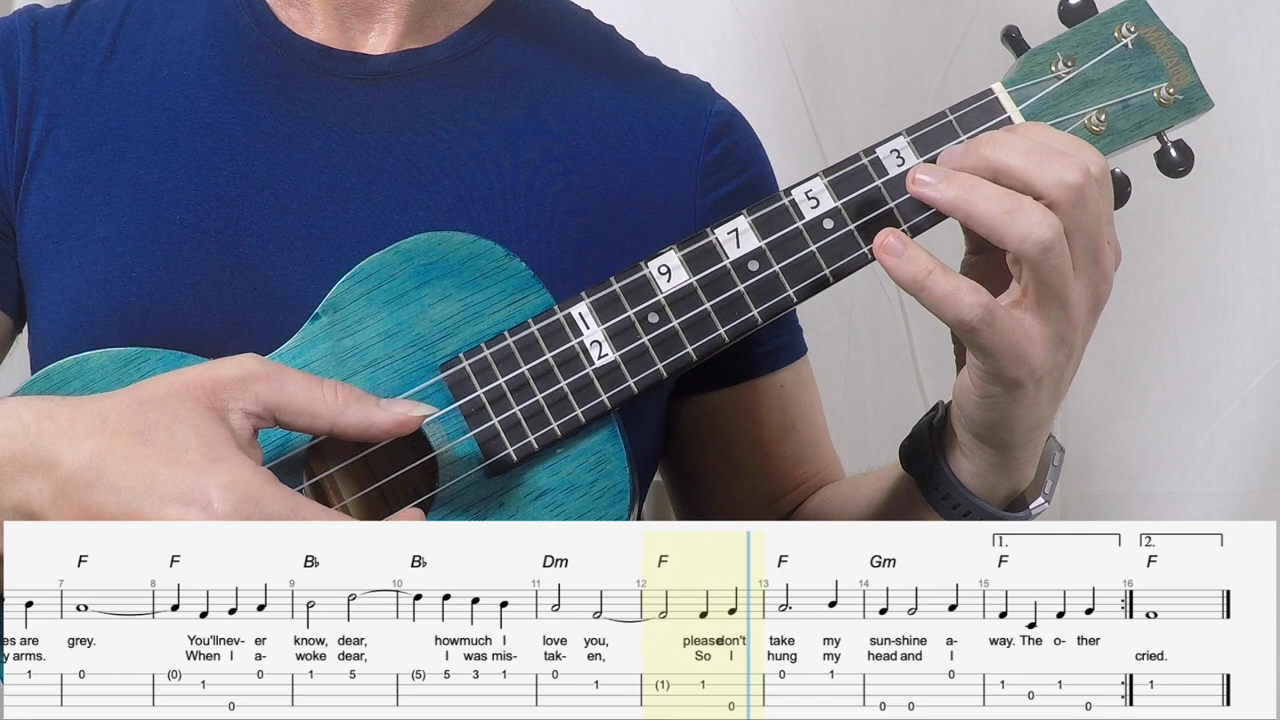 MAHALO
3
5
7
9
1
2
1. 2.
F F B♭ B♭ Dm F F Gm F F
7 8 9 10 11 12 13 14 15 16
es are grey. You'llnev- er know, dear, howmuch I love you, pleasedon't take my sun-shine a- way. The o- ther
y arms. When I a- woke dear, I was mis- tak- en, So I hung my head and I cried.
1 0 (0) 0 1 5 (5) 5 3 1 0 0 1 0
1 1 (1) 1 1 1 1
0
0 0 0 0 0